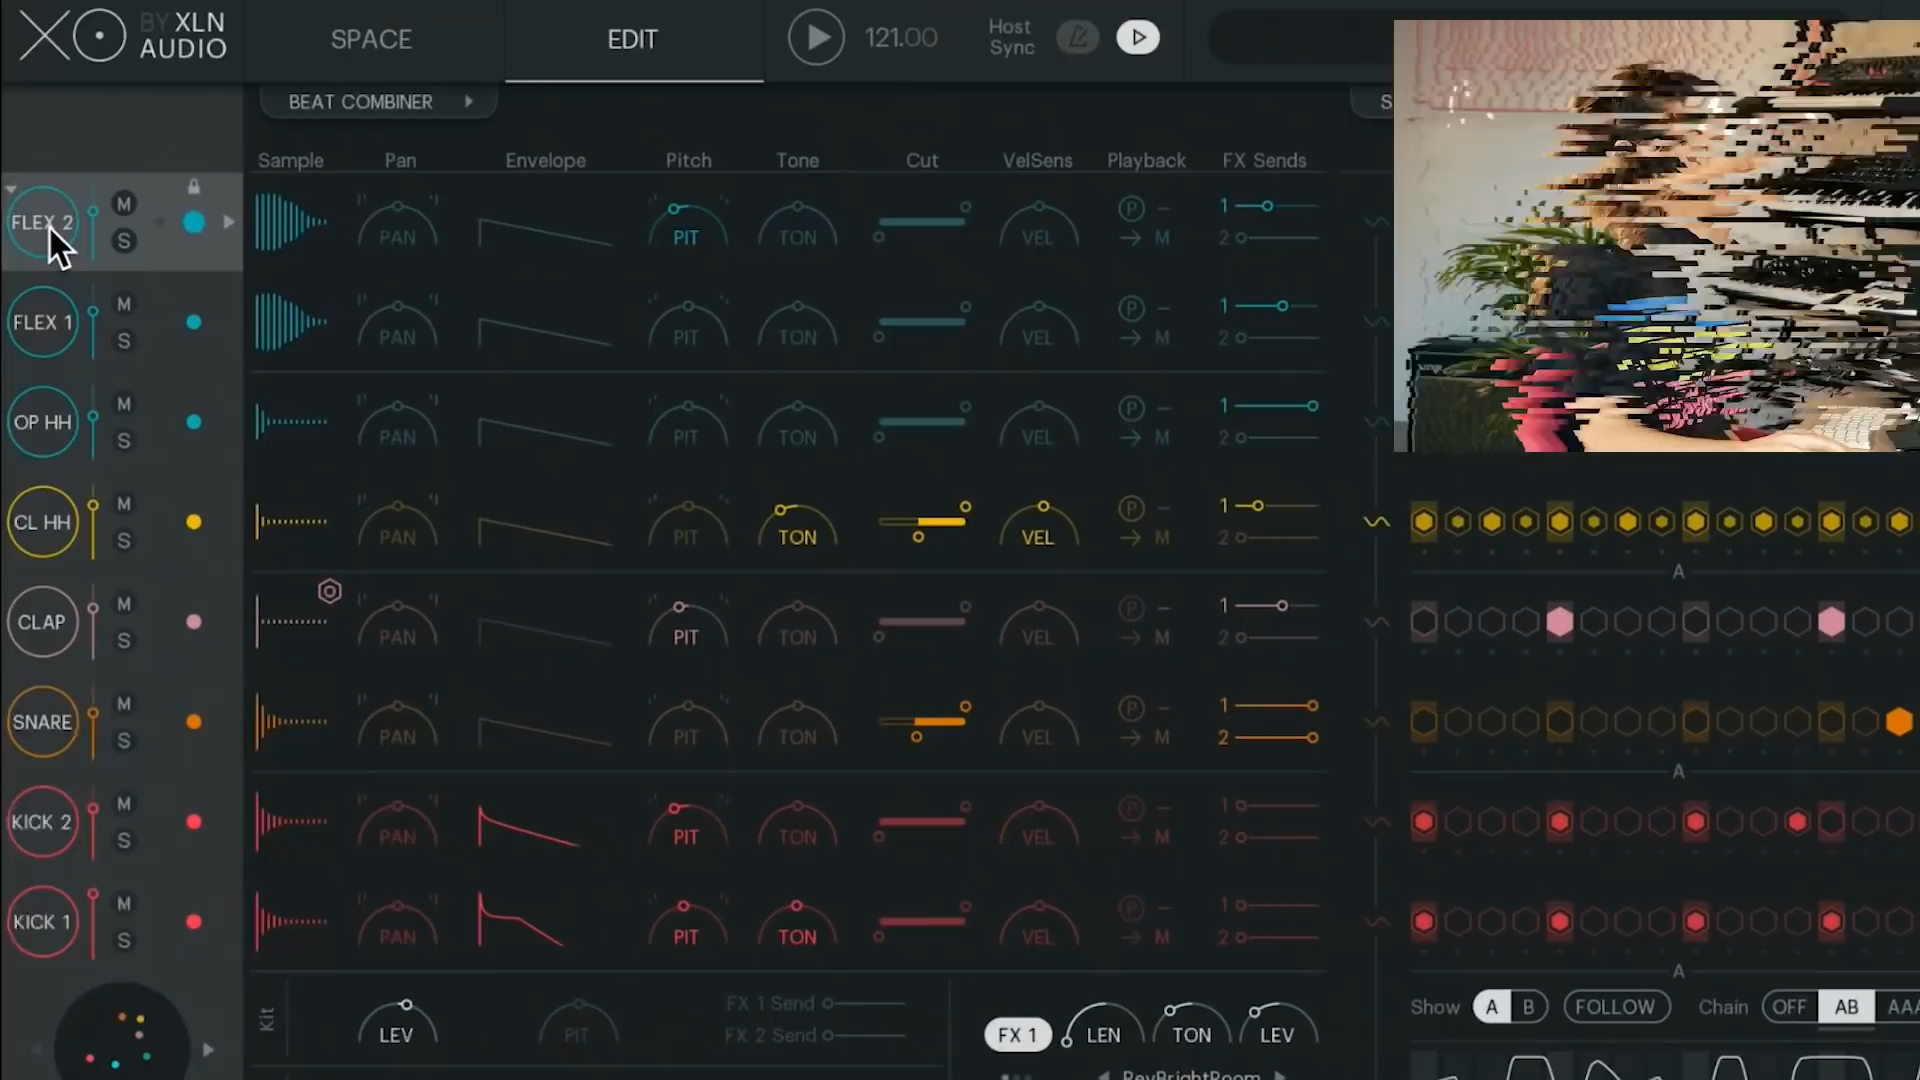 XO BY XLN AUDIO
SPACE
EDIT
121.00
Host Sync
BEAT COMBINER
S
Sample Pan Envelope Pitch Tone Cut VelSens Playback FX Sends
FLEX 2 M S PAN PIT TON VEL P M 1 2
FLEX 1 M S PAN PIT TON VEL P M 1 2
OP HH M S PAN PIT TON VEL P M 1 2
CL HH M S PAN PIT TON VEL P M 1 2
A
CLAP M S PAN PIT TON VEL P M 1 2
SNARE M S PAN PIT TON VEL P M 1 2
A
KICK 2 M S PAN PIT TON VEL P M 1 2
KICK 1 M S PAN PIT TON VEL P M 1 2
A
Kit LEV PIT FX 1 Send
FX 2 Send
FX 1 LEN TON LEV
Show A B FOLLOW Chain OFF AB AAA
RevBrightRoom